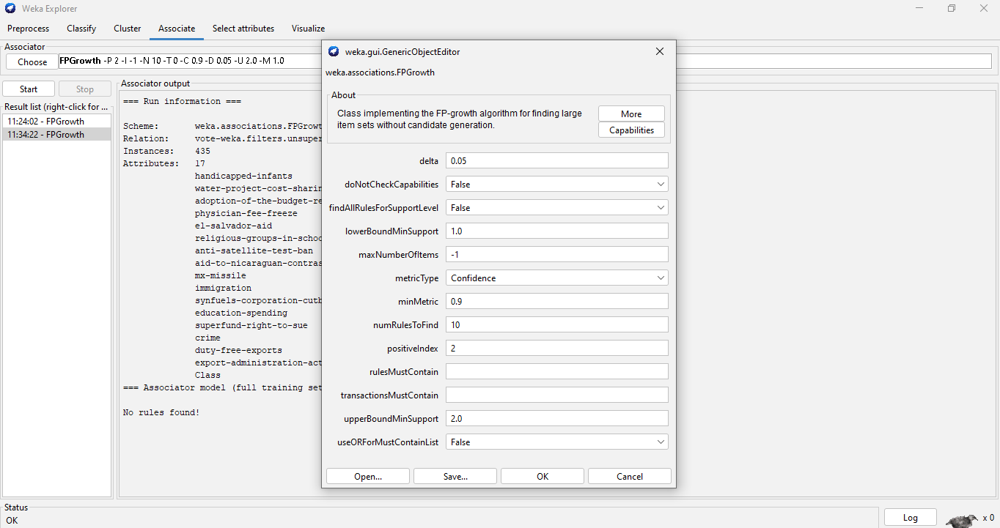 Weka Explorer
Preprocess Classify Cluster Associate Select attributes Visualize
Associator
Choose FPGrowth -P 2 -I -1 -N 10 -T 0 -C 0.9 -D 0.05 -U 2.0 -M 1.0
Start Stop
Result list (right-click for ...
11:24:02 - FPGrowth
11:34:22 - FPGrowth
Associator output
=== Run information ===
Scheme: weka.associations.FPGrowt
Relation: vote-weka.filters.unsuper
Instances: 435
Attributes: 17
handicapped-infants
water-project-cost-sharin
adoption-of-the-budget-re
physician-fee-freeze
el-salvador-aid
religious-groups-in-schoo
anti-satellite-test-ban
aid-to-nicaraguan-contras
mx-missile
immigration
synfuels-corporation-cutb
education-spending
superfund-right-to-sue
crime
duty-free-exports
export-administration-act
Class
=== Associator model (full training set
No rules found!
weka.gui.GenericObjectEditor
weka.associations.FPGrowth
About
Class implementing the FP-growth algorithm for finding large
item sets without candidate generation.
More
Capabilities
delta 0.05
doNotCheckCapabilities False
findAllRulesForSupportLevel False
lowerBoundMinSupport 1.0
maxNumberOfItems -1
metricType Confidence
minMetric 0.9
numRulesToFind 10
positiveIndex 2
rulesMustContain
transactionsMustContain
upperBoundMinSupport 2.0
useORForMustContainList False
Open... Save... OK Cancel
Status
OK
Log x 0